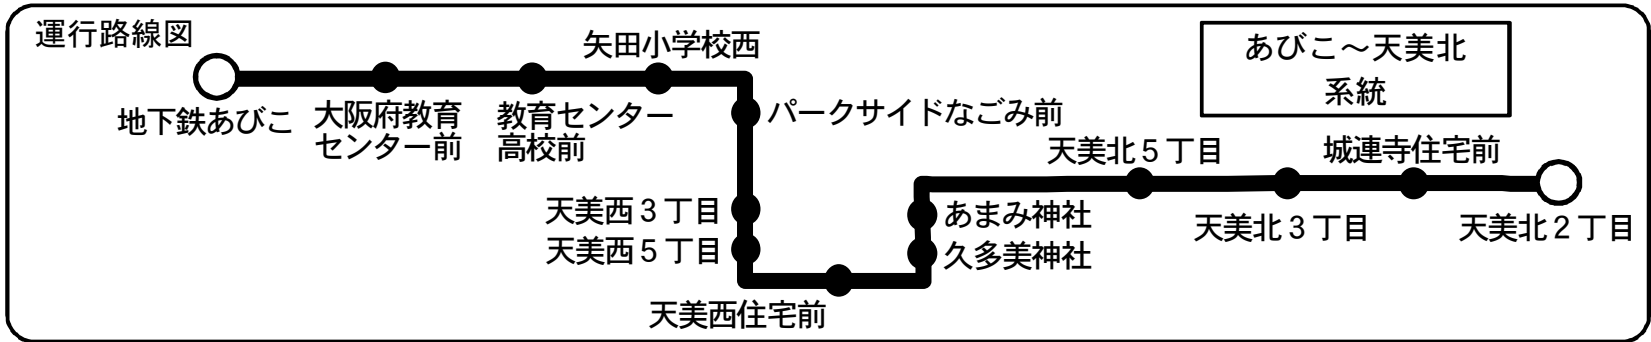 運行路線図
あびこ～天美北
系統
地下鉄あびこ
大阪府教育
センター前
教育センター
高校前
矢田小学校西
パークサイドなごみ前
天美西3丁目
天美西5丁目
天美西住宅前
久多美神社
あまみ神社
天美北5丁目
天美北3丁目
城連寺住宅前
天美北2丁目